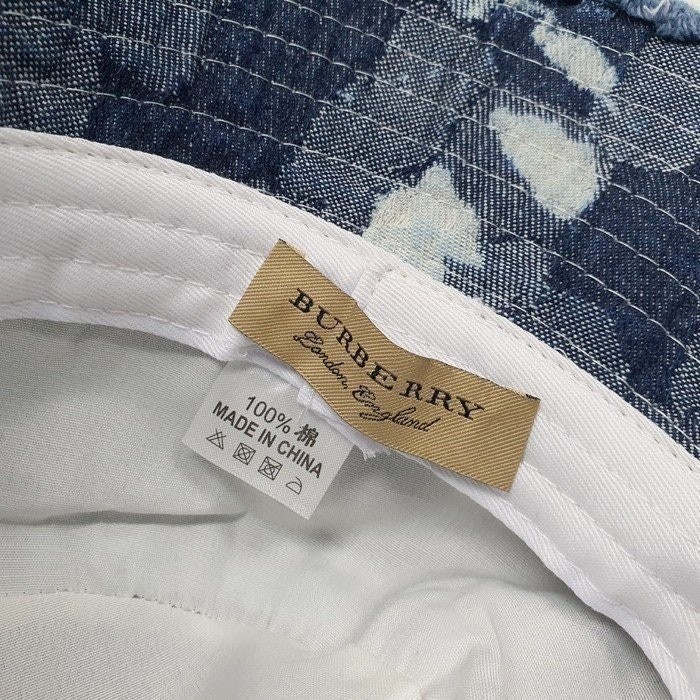 BURBERRY
London, England
100% 棉
MADE IN CHINA